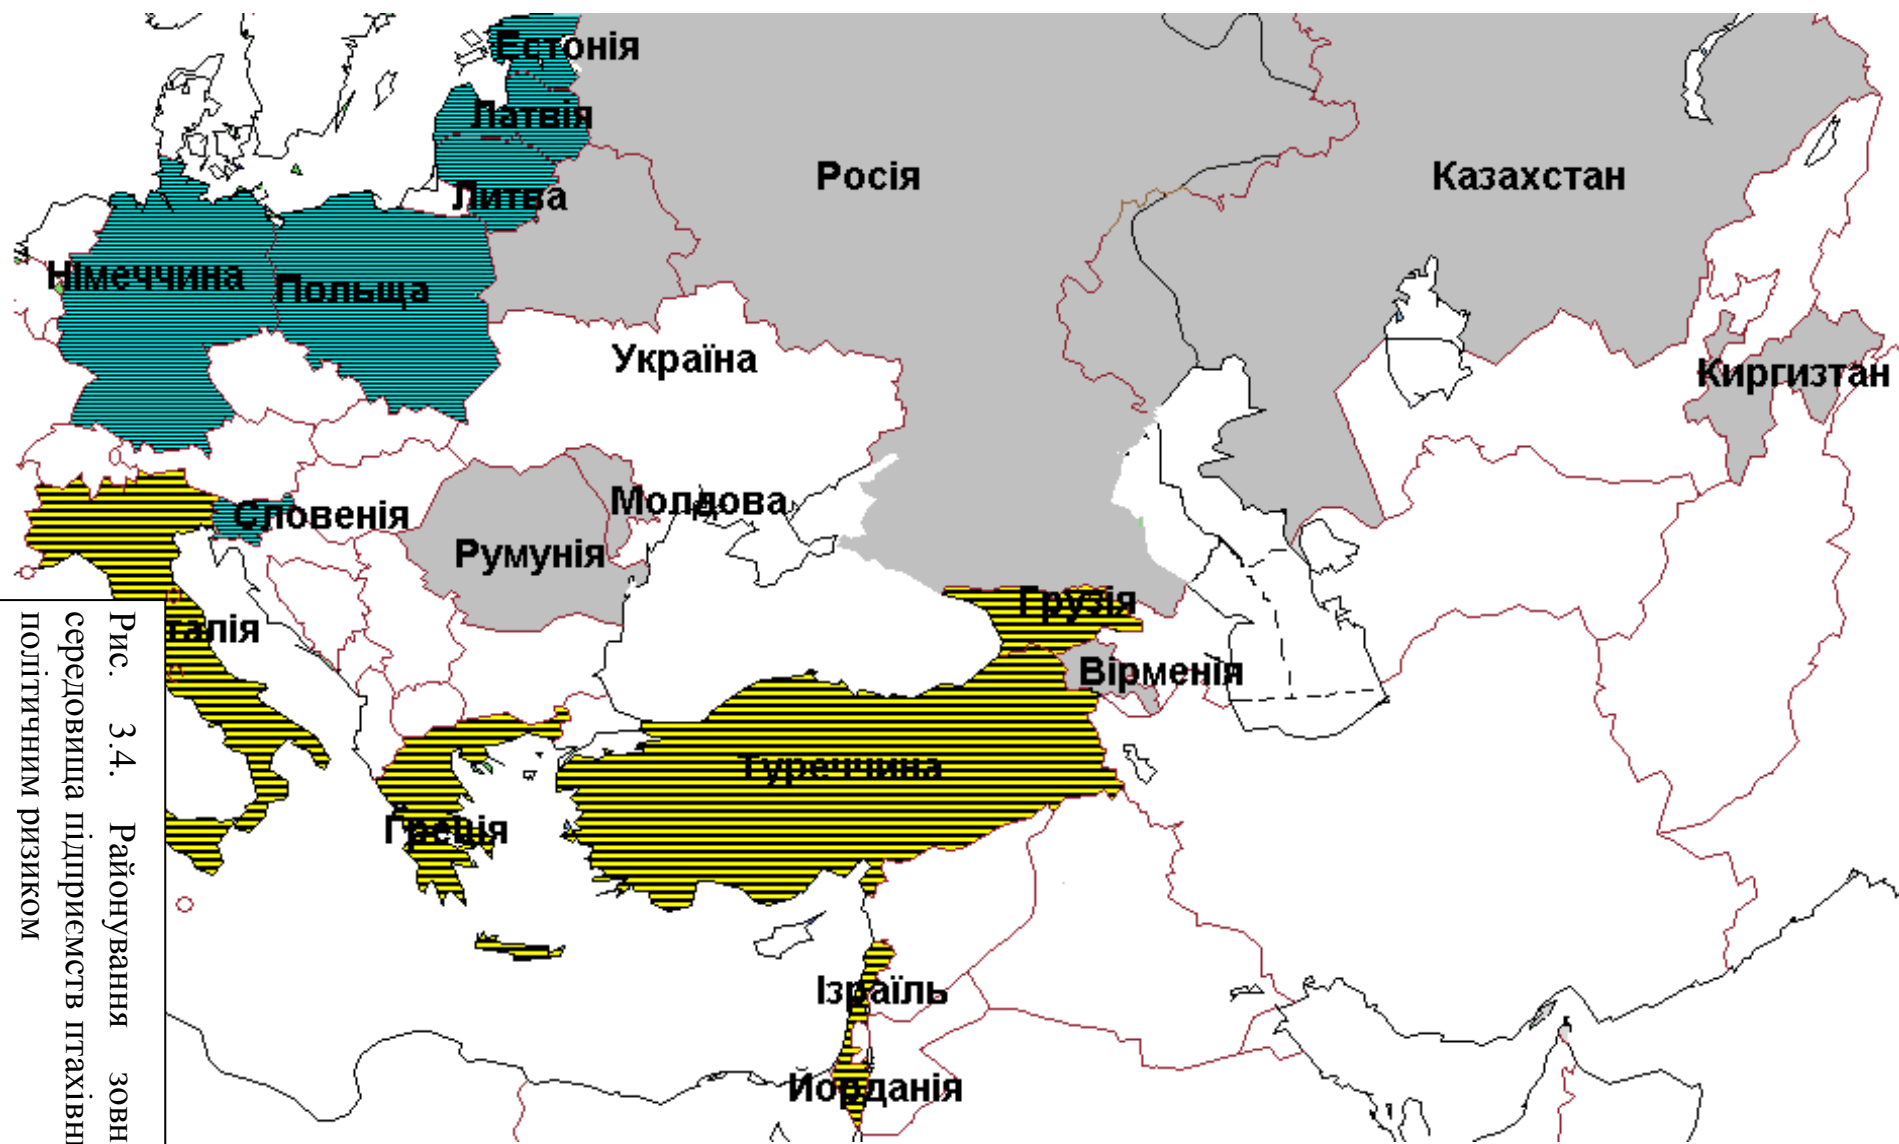 Естонія
Латвія
Литва
Росія
Казахстан
Німеччина
Польща
Україна
Киргизтан
Словенія
Молдова
Румунія
Грузія
талія
Вірменія
Туреччина
Греція
Ізраїль
Йорданія
Рис. 3.4. Районування зовн
середовища підприємств птахівни
політичним ризиком